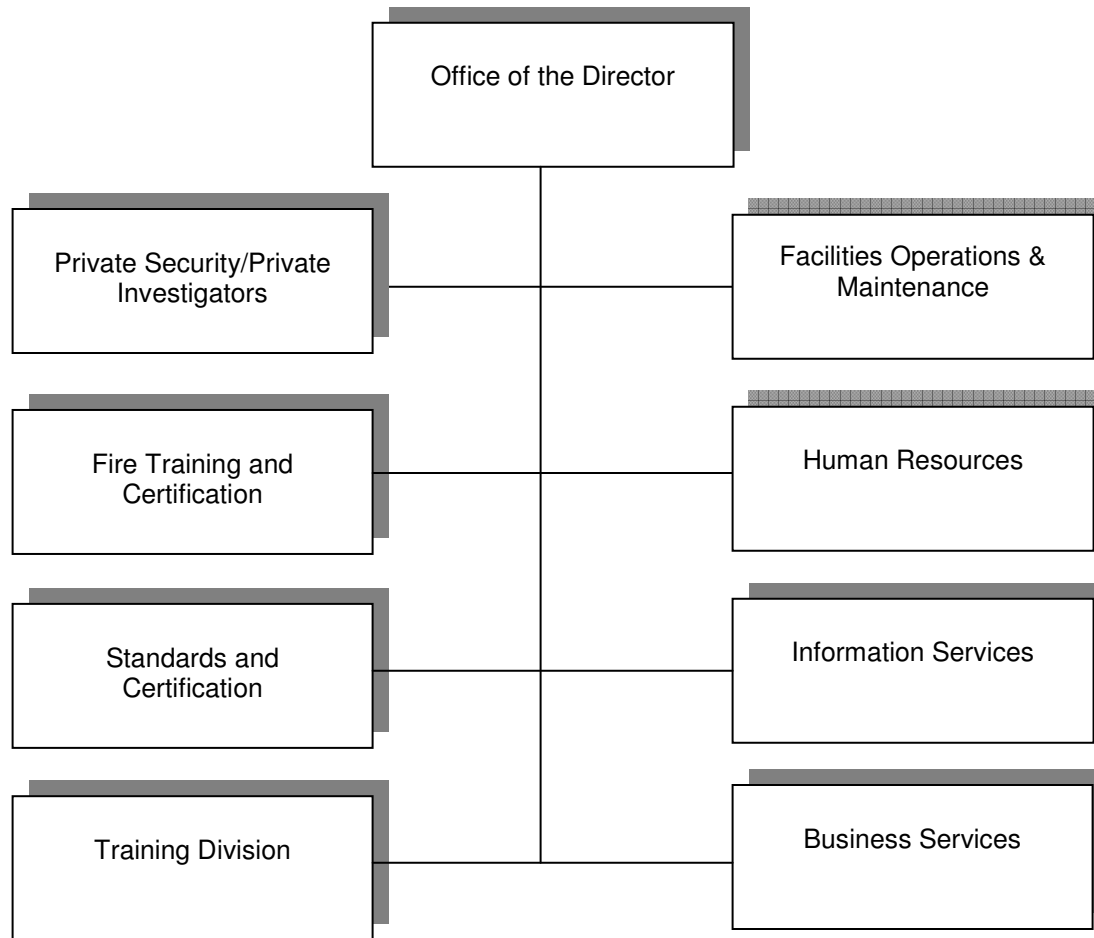 Office of the Director
Private Security/Private
Investigators
Facilities Operations &
Maintenance
Fire Training and
Certification
Human Resources
Standards and
Certification
Information Services
Training Division
Business Services